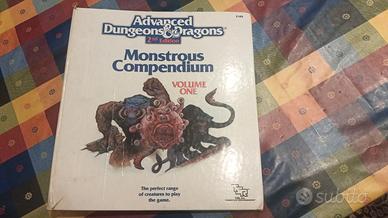 Advanced
Dungeons & Dragons®
2nd Edition
Monstrous
Compendium
VOLUME
ONE
The perfect range
of creatures to play
the game.
subito